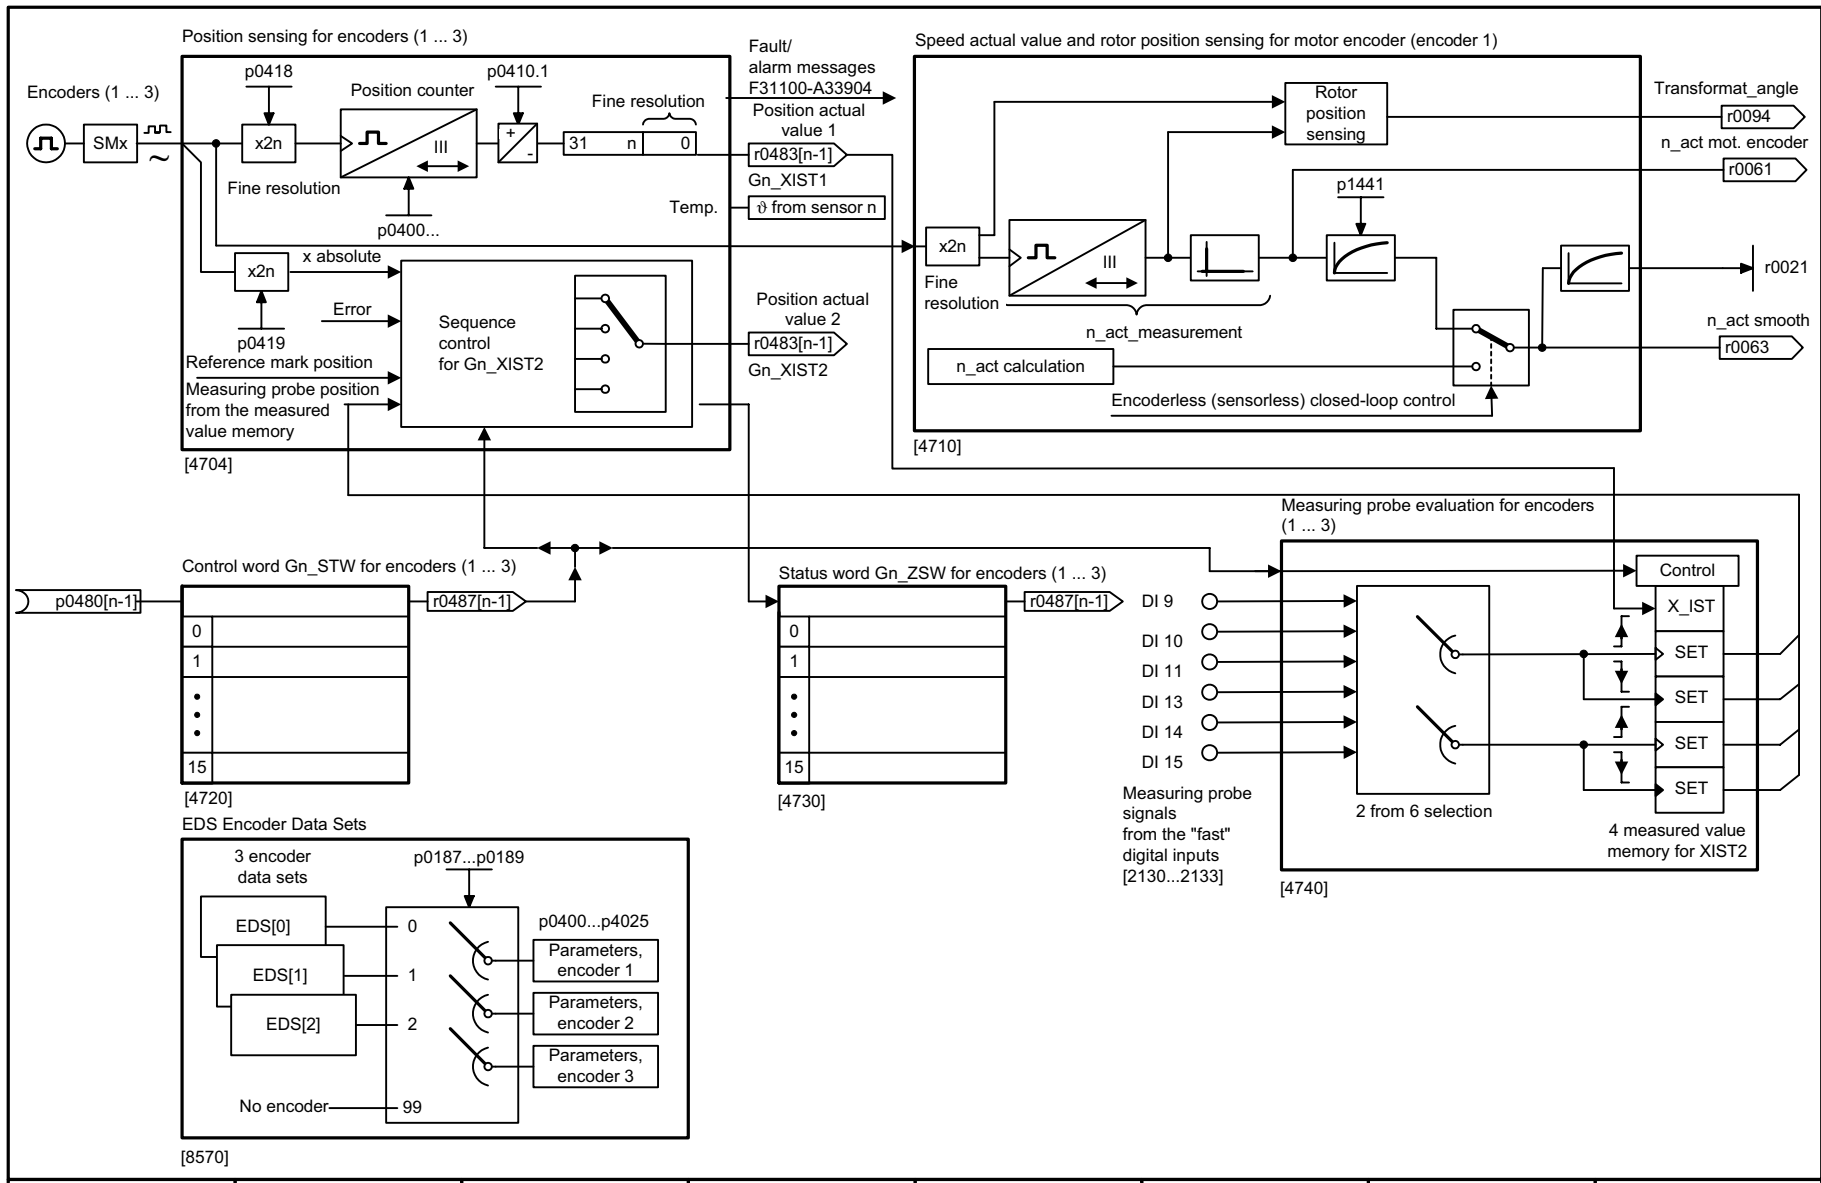 Position sensing for encoders (1 ... 3)
Encoders (1 ... 3)
SMx
p0418
x2n
Fine resolution
Position counter
III
p0400...
p0410.1
+
-
Fine resolution
31 n 0
Fault/
alarm messages
F31100-A33904
Position actual
value 1
r0483[n-1]
Gn_XIST1
Temp.
ϑ from sensor n
x2n
x absolute
p0419
Error
Reference mark position
Measuring probe position
from the measured
value memory
Sequence
control
for Gn_XIST2
Position actual
value 2
r0483[n-1]
Gn_XIST2
[4704]
Speed actual value and rotor position sensing for motor encoder (encoder 1)
Rotor
position
sensing
Transformat_angle
r0094
n_act mot. encoder
r0061
p1441
x2n
Fine
resolution
III
n_act_measurement
n_act calculation
Encoderless (sensorless) closed-loop control
r0021
n_act smooth
r0063
[4710]
Control word Gn_STW for encoders (1 ... 3)
p0480[n-1]
r0487[n-1]
0
1
15
[4720]
Status word Gn_ZSW for encoders (1 ... 3)
r0487[n-1]
0
1
15
[4730]
Measuring probe evaluation for encoders
(1 ... 3)
DI 9
DI 10
DI 11
DI 13
DI 14
DI 15
Measuring probe
signals
from the "fast"
digital inputs
[2130...2133]
2 from 6 selection
Control
X_IST
SET
SET
SET
SET
4 measured value
memory for XIST2
[4740]
EDS Encoder Data Sets
3 encoder
data sets
p0187...p0189
EDS[0]
EDS[1]
EDS[2]
0
1
2
No encoder
99
p0400...p4025
Parameters,
encoder 1
Parameters,
encoder 2
Parameters,
encoder 3
[8570]